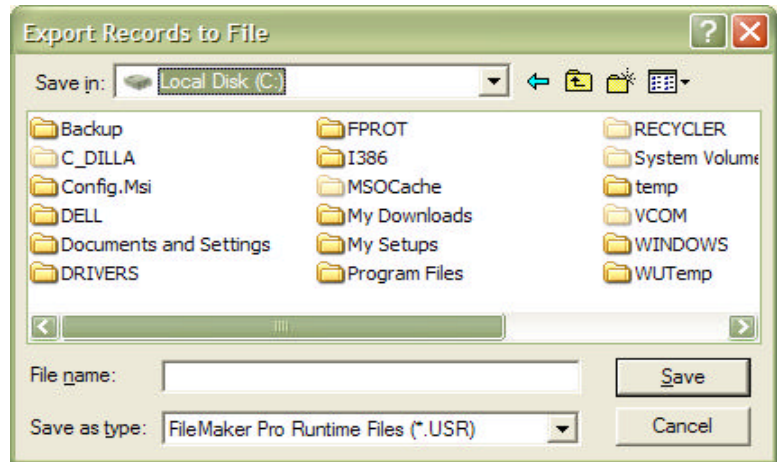 Export Records to File
Save in: Local Disk (C:)
Backup FPROT RECYCLER
C_DILLA I386 System Volume
Config.Msi MSOCache temp
DELL My Downloads VCOM
Documents and Settings My Setups WINDOWS
DRIVERS Program Files WUTemp
File name: Save
Save as type: FileMaker Pro Runtime Files (*.USR) Cancel